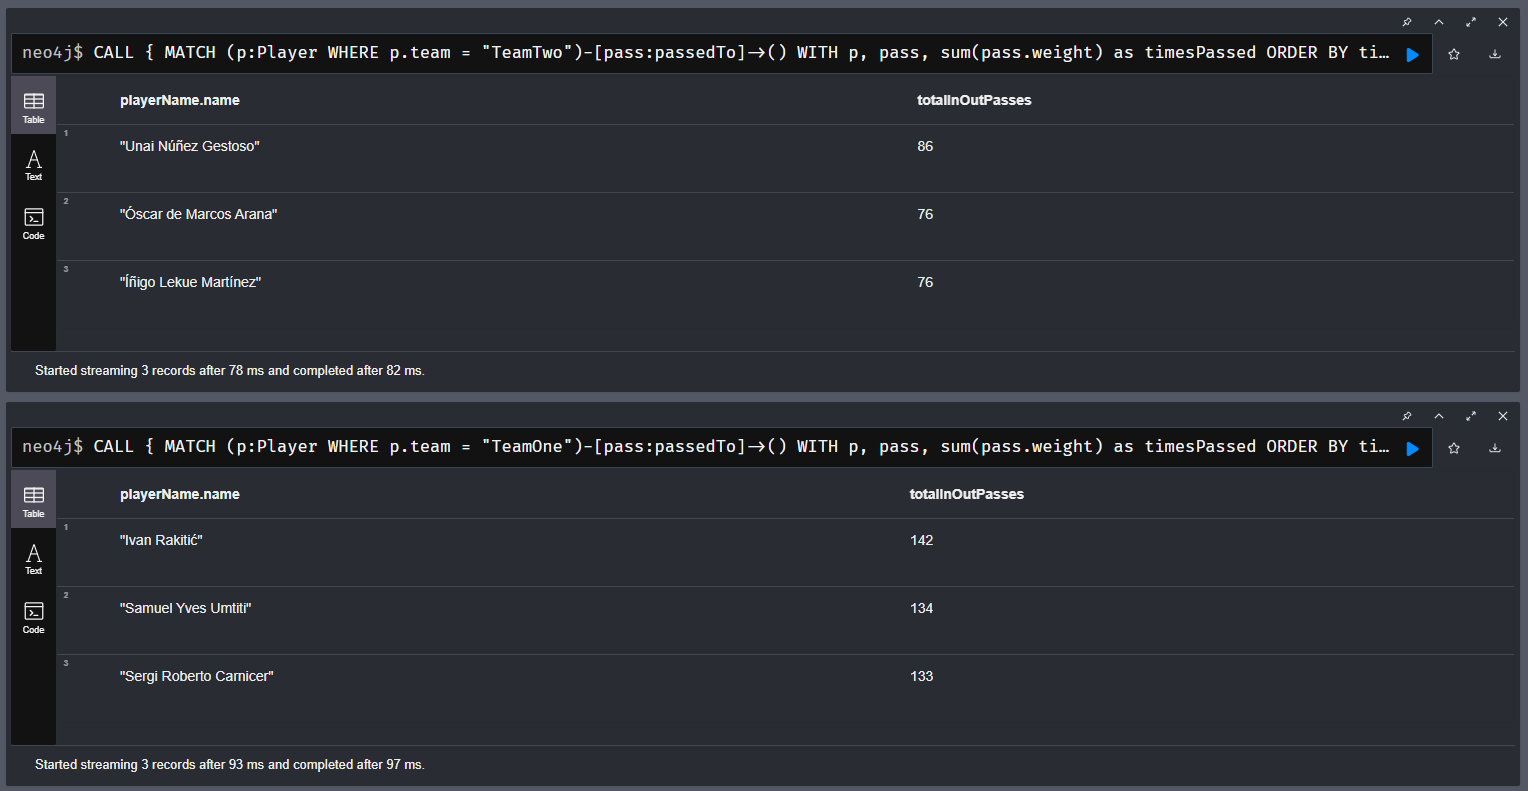 neo4j$ CALL { MATCH (p:Player WHERE p.team = "TeamTwo")-[pass:passedTo]->() WITH p, pass, sum(pass.weight) as timesPassed ORDER BY ti…
Table
Text
Code
playerName.name totalInOutPasses
1 "Unai Núñez Gestoso" 86
2 "Óscar de Marcos Arana" 76
3 "Íñigo Lekue Martínez" 76
Started streaming 3 records after 78 ms and completed after 82 ms.
neo4j$ CALL { MATCH (p:Player WHERE p.team = "TeamOne")-[pass:passedTo]->() WITH p, pass, sum(pass.weight) as timesPassed ORDER BY ti…
Table
Text
Code
playerName.name totalInOutPasses
1 "Ivan Rakitić" 142
2 "Samuel Yves Umtiti" 134
3 "Sergi Roberto Carnicer" 133
Started streaming 3 records after 93 ms and completed after 97 ms.